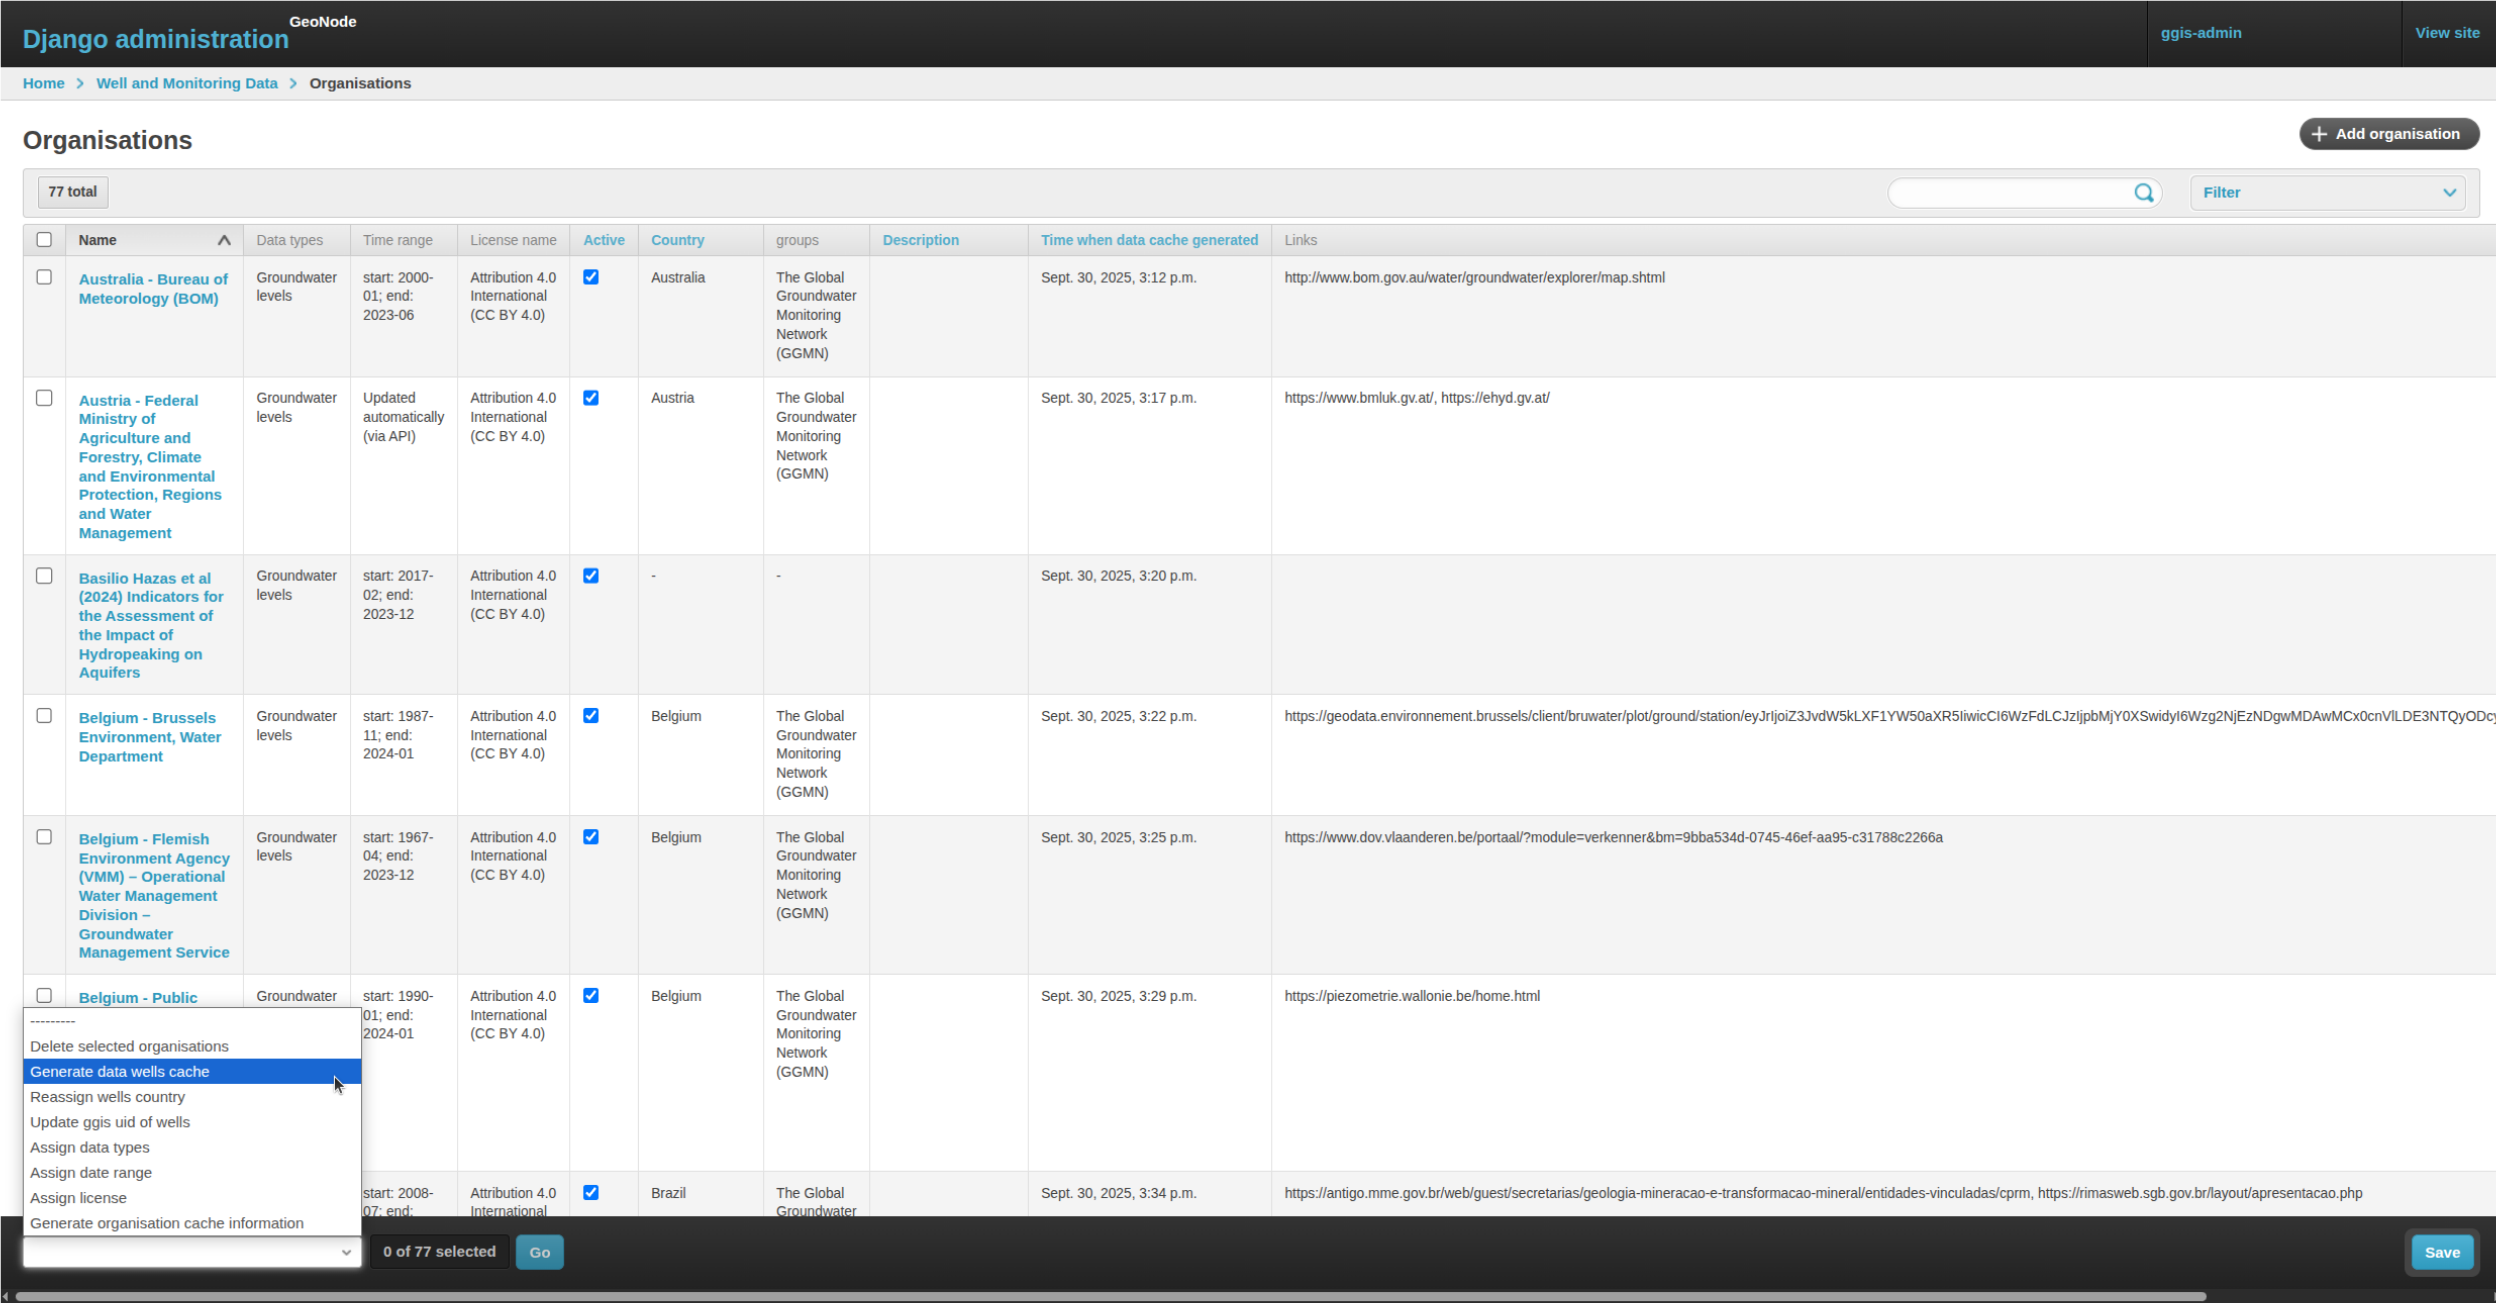 GeoNode
Django administration
ggis-admin
View site
Home > Well and Monitoring Data > Organisations
Organisations
Add organisation
77 total
Filter
Name Data types Time range License name Active Country groups Description Time when data cache generated Links
Australia - Bureau of
Meteorology (BOM)
Groundwater
levels
start: 2000-
01; end:
2023-06
Attribution 4.0
International
(CC BY 4.0)
Australia
The Global
Groundwater
Monitoring
Network
(GGMN)
Sept. 30, 2025, 3:12 p.m.
http://www.bom.gov.au/water/groundwater/explorer/map.shtml
Austria - Federal
Ministry of
Agriculture and
Forestry, Climate
and Environmental
Protection, Regions
and Water
Management
Groundwater
levels
Updated
automatically
(via API)
Attribution 4.0
International
(CC BY 4.0)
Austria
The Global
Groundwater
Monitoring
Network
(GGMN)
Sept. 30, 2025, 3:17 p.m.
https://www.bmluk.gv.at/, https://ehyd.gv.at/
Basilio Hazas et al
(2024) Indicators for
the Assessment of
the Impact of
Hydropeaking on
Aquifers
Groundwater
levels
start: 2017-
02; end:
2023-12
Attribution 4.0
International
(CC BY 4.0)
-
-
Sept. 30, 2025, 3:20 p.m.
Belgium - Brussels
Environment, Water
Department
Groundwater
levels
start: 1987-
11; end:
2024-01
Attribution 4.0
International
(CC BY 4.0)
Belgium
The Global
Groundwater
Monitoring
Network
(GGMN)
Sept. 30, 2025, 3:22 p.m.
https://geodata.environnement.brussels/client/bruwater/plot/ground/station/eyJrIjoiZ3JvdW5kLXF1YW50aXR5IiwicCI6WzFdLCJzIjpbMjY0XSwidyI6Wzg2NjEzNDgwMDAwMCx0cnVlLDE3NTQyODcy
Belgium - Flemish
Environment Agency
(VMM) – Operational
Water Management
Division –
Groundwater
Management Service
Groundwater
levels
start: 1967-
04; end:
2023-12
Attribution 4.0
International
(CC BY 4.0)
Belgium
The Global
Groundwater
Monitoring
Network
(GGMN)
Sept. 30, 2025, 3:25 p.m.
https://www.dov.vlaanderen.be/portaal/?module=verkenner&bm=9bba534d-0745-46ef-aa95-c31788c2266a
Belgium - Public
Groundwater
start: 1990-
01; end:
2024-01
Attribution 4.0
International
(CC BY 4.0)
Belgium
The Global
Groundwater
Monitoring
Network
(GGMN)
Sept. 30, 2025, 3:29 p.m.
https://piezometrie.wallonie.be/home.html
start: 2008-
07; end:
Attribution 4.0
International
Brazil
The Global
Groundwater
Sept. 30, 2025, 3:34 p.m.
https://antigo.mme.gov.br/web/guest/secretarias/geologia-mineracao-e-transformacao-mineral/entidades-vinculadas/cprm, https://rimasweb.sgb.gov.br/layout/apresentacao.php
---------
Delete selected organisations
Generate data wells cache
Reassign wells country
Update ggis uid of wells
Assign data types
Assign date range
Assign license
Generate organisation cache information
0 of 77 selected
Go
Save